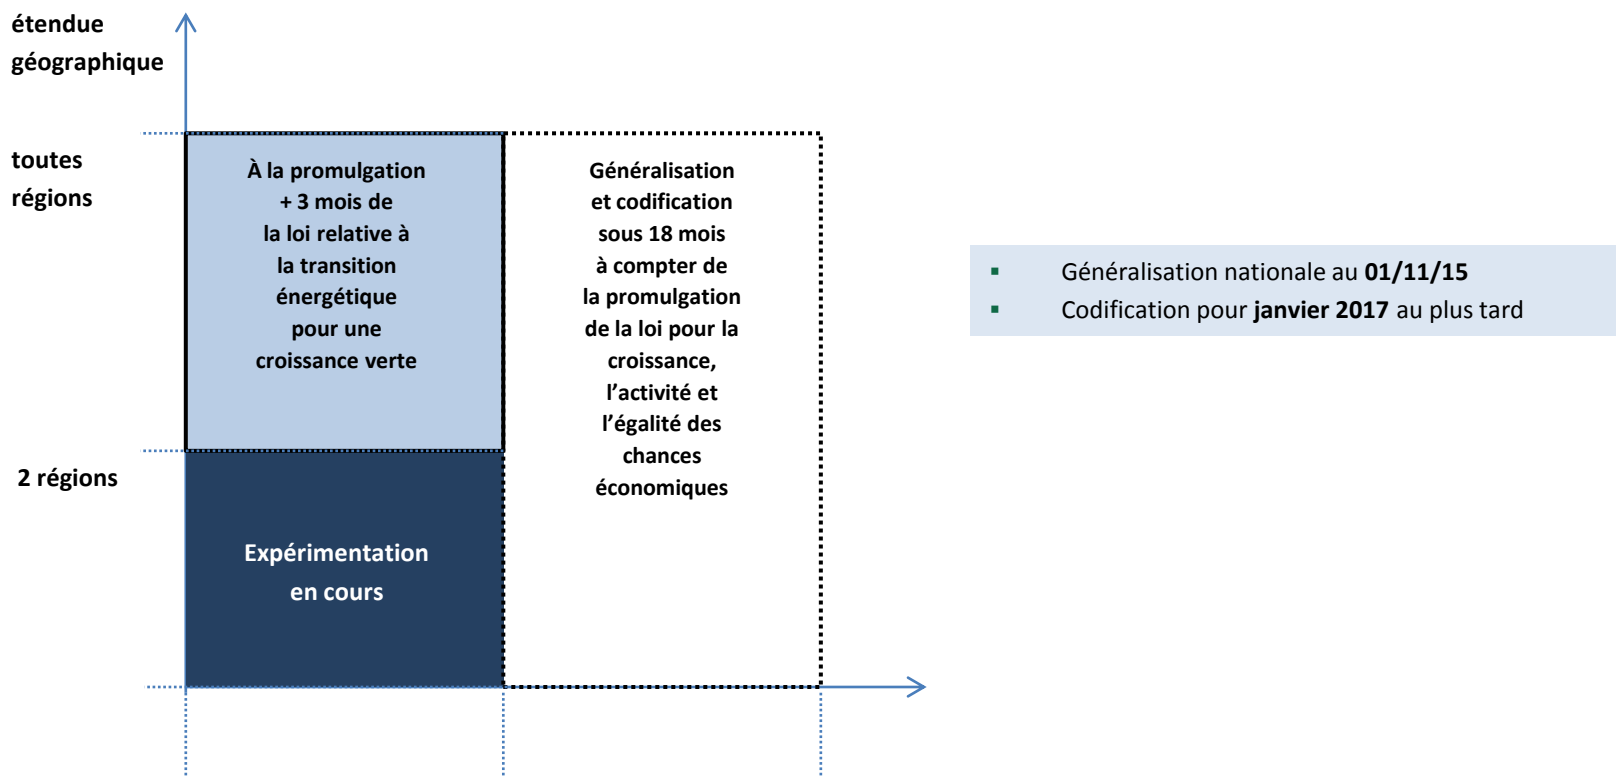 étendue
géographique
toutes
régions
À la promulgation
+ 3 mois de
la loi relative à
la transition
énergétique
pour une
croissance verte
Généralisation
et codification
sous 18 mois
à compter de
la promulgation
de la loi pour la
croissance,
l’activité et
l’égalité des
chances
économiques
▪ Généralisation nationale au 01/11/15
▪ Codification pour janvier 2017 au plus tard
2 régions
Expérimentation
en cours